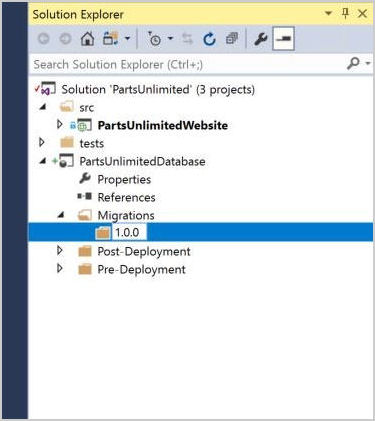 Solution Explorer
Search Solution Explorer (Ctrl+;)
Solution 'PartsUnlimited' (3 projects)
src
PartsUnlimitedWebsite
tests
PartsUnlimitedDatabase
Properties
References
Migrations
1.0.0
Post-Deployment
Pre-Deployment